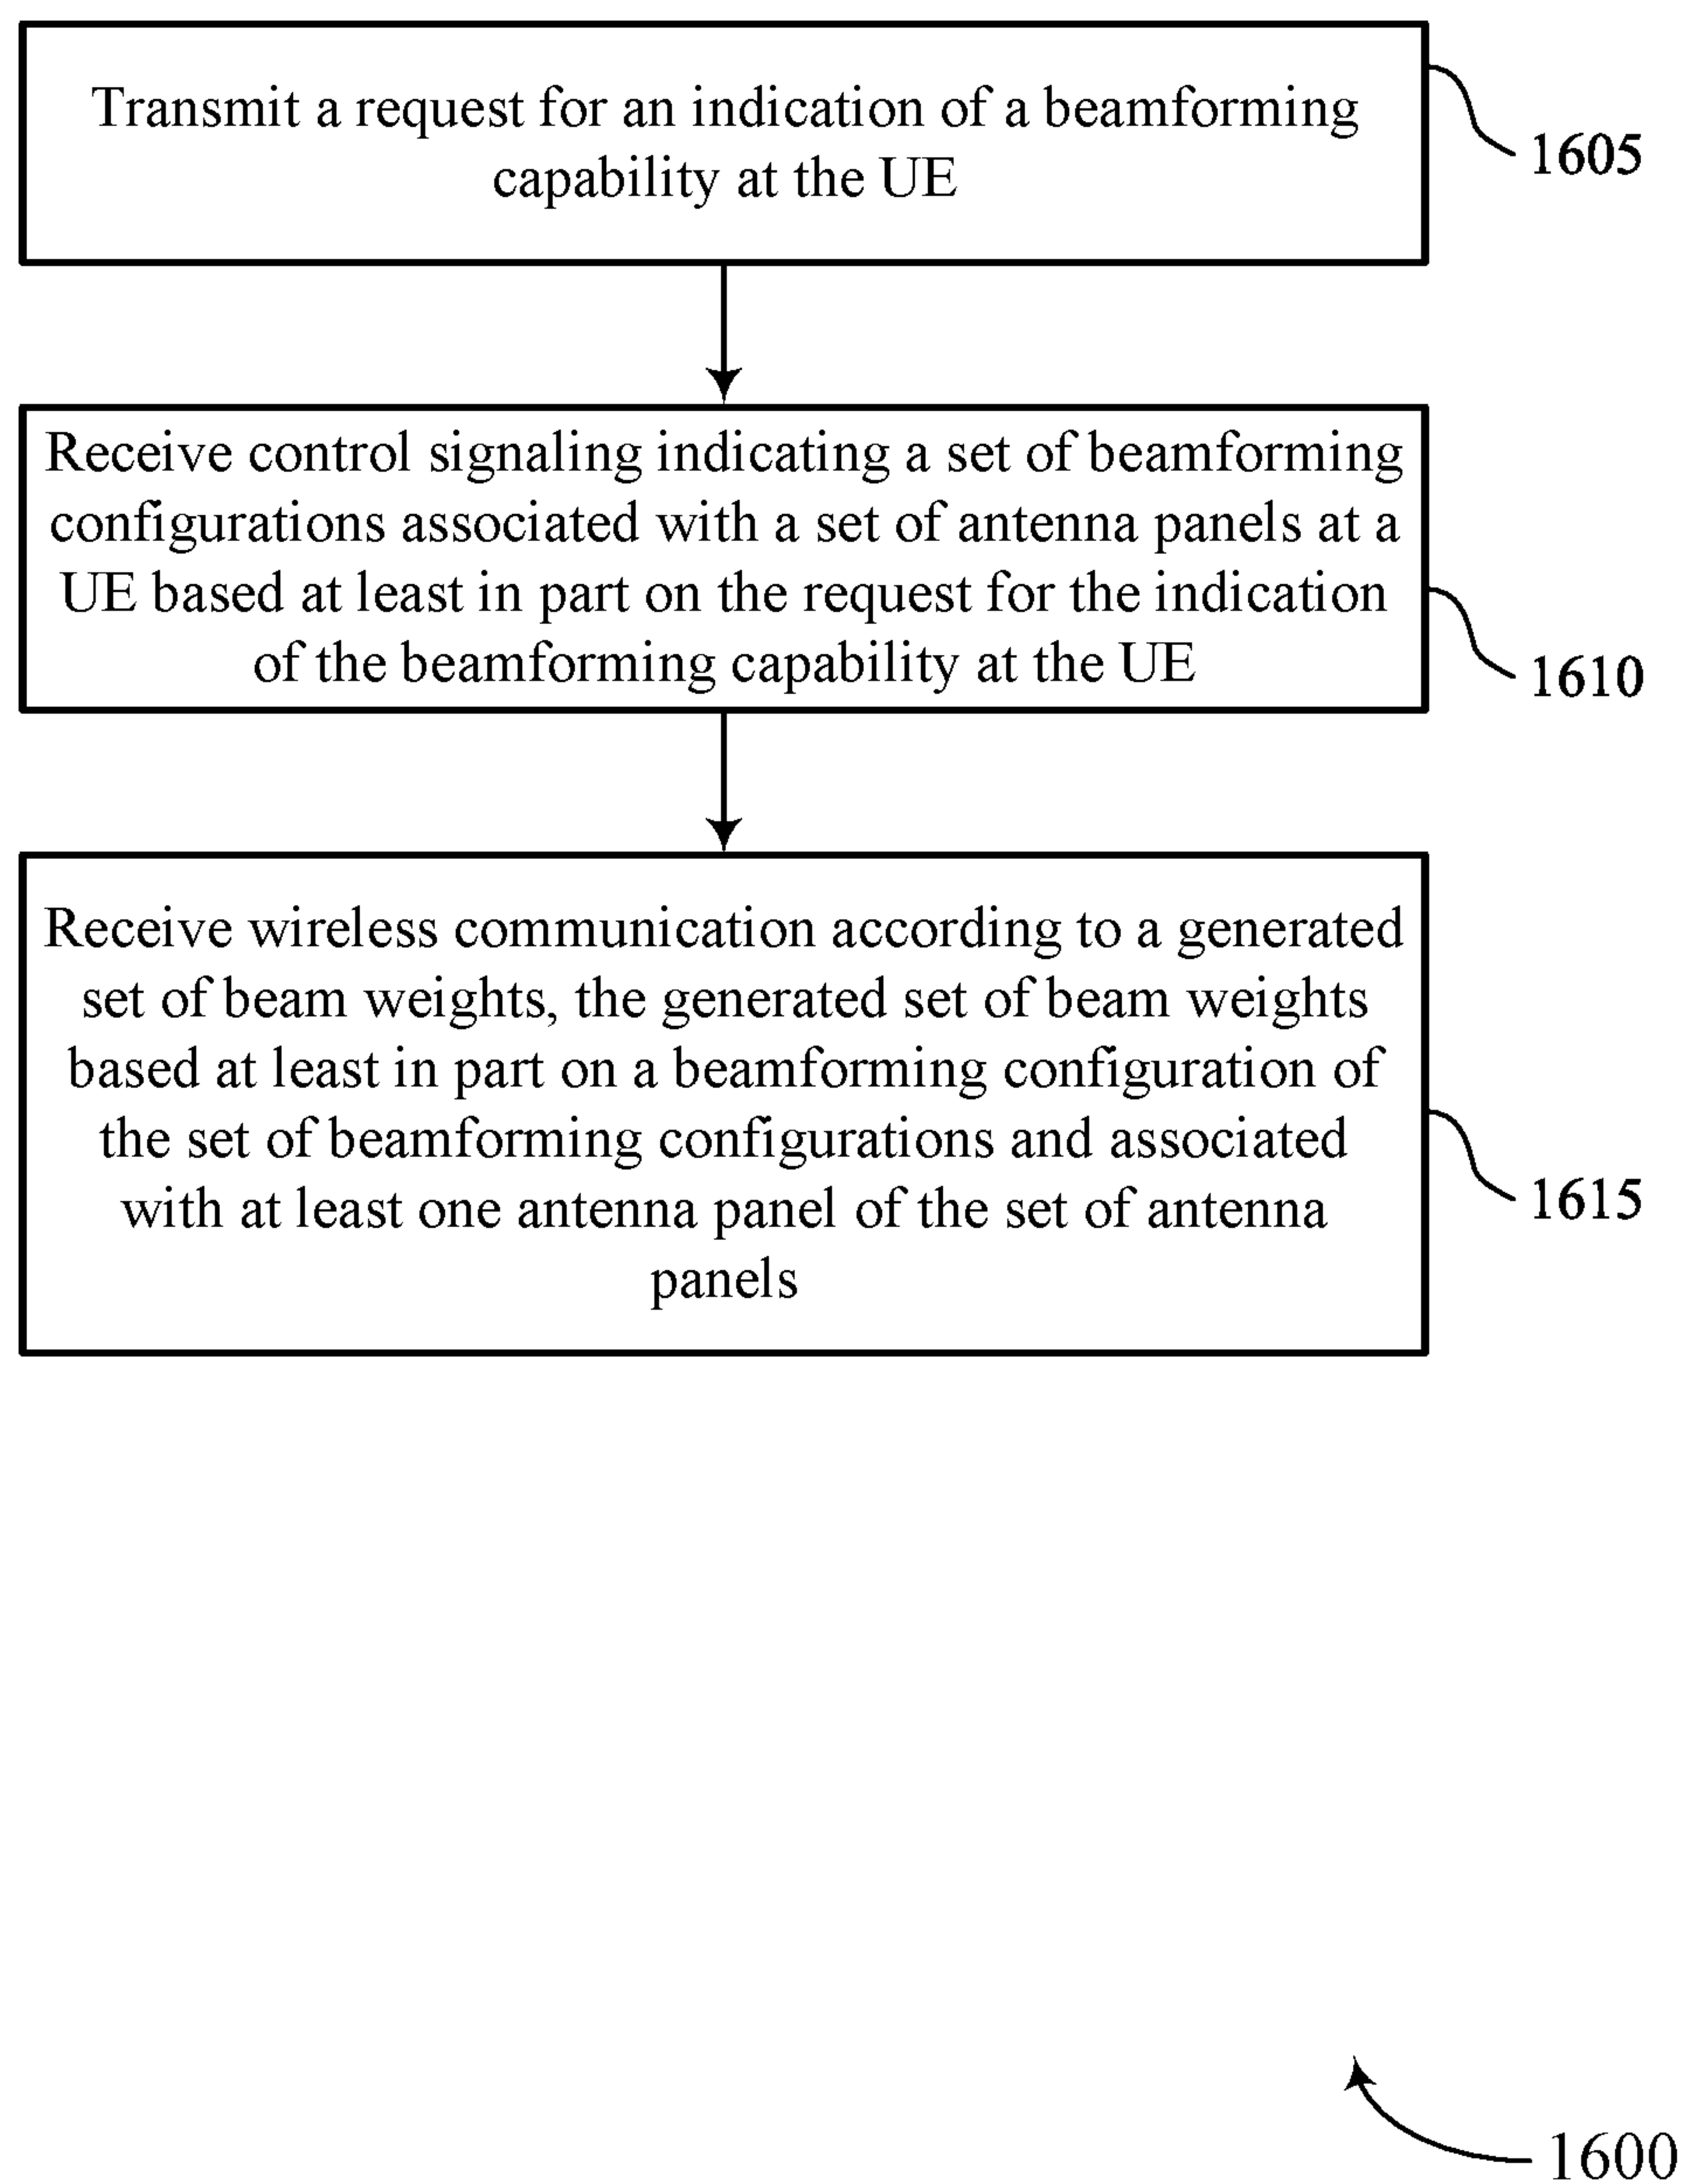 Transmit a request for an indication of a beamforming
capability at the UE
1605
Receive control signaling indicating a set of beamforming
configurations associated with a set of antenna panels at a
UE based at least in part on the request for the indication
of the beamforming capability at the UE
1610
Receive wireless communication according to a generated
set of beam weights, the generated set of beam weights
based at least in part on a beamforming configuration of
the set of beamforming configurations and associated
with at least one antenna panel of the set of antenna
panels
1615
1600